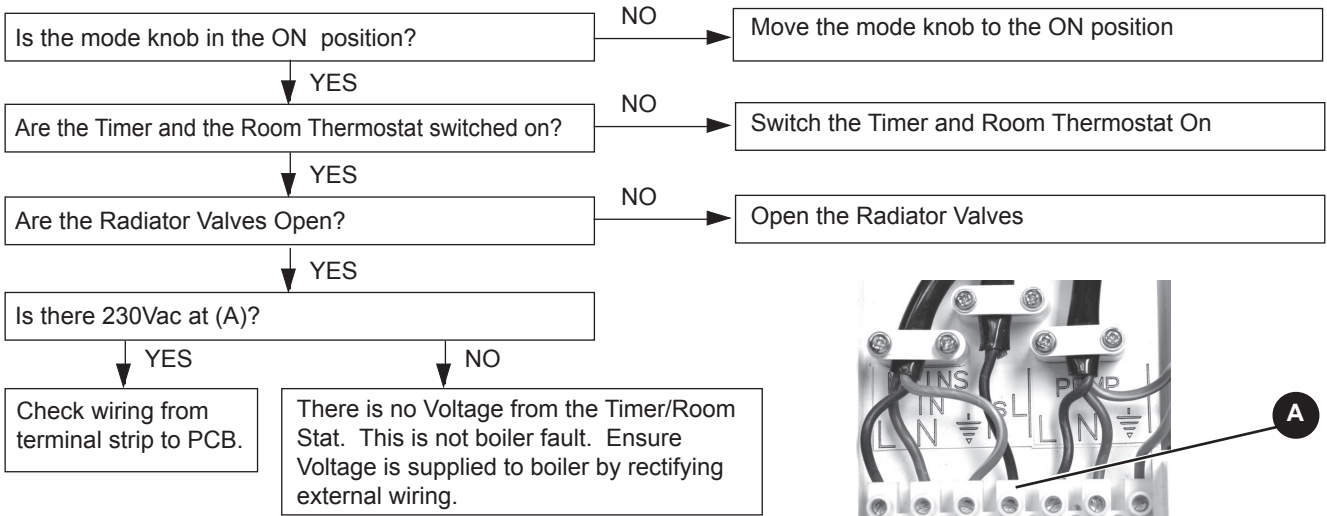 Is the mode knob in the ON position?
NO
Move the mode knob to the ON position
YES
Are the Timer and the Room Thermostat switched on?
NO
Switch the Timer and Room Thermostat On
YES
Are the Radiator Valves Open?
NO
Open the Radiator Valves
YES
Is there 230Vac at (A)?
YES
NO
Check wiring from
terminal strip to PCB.
There is no Voltage from the Timer/Room
Stat. This is not boiler fault. Ensure
Voltage is supplied to boiler by rectifying
external wiring.
IN
L N
L N
A